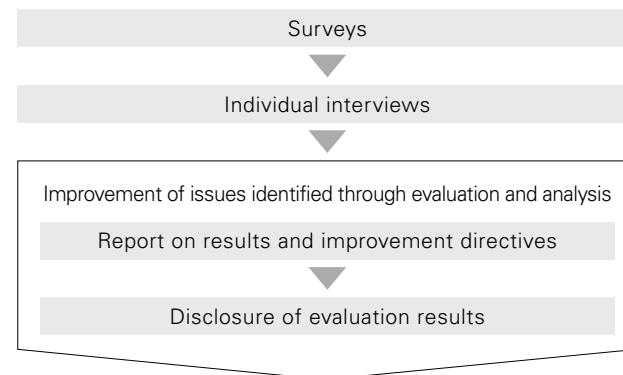 Surveys
Individual interviews
Improvement of issues identified through evaluation and analysis
Report on results and improvement directives
Disclosure of evaluation results